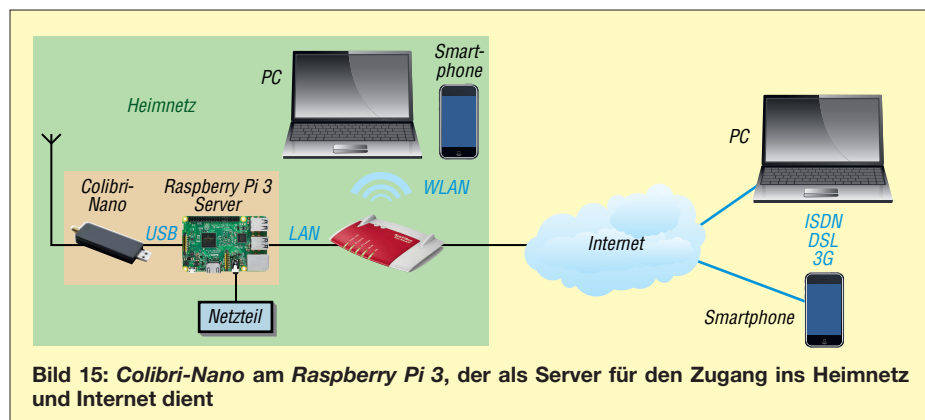 Smart-
phone
PC
Heimnetz
PC
Colibri-
Nano
Raspberry Pi 3
Server
WLAN
USB
LAN
Internet
ISDN
DSL
3G
Netzteil
Smartphone
Bild 15: Colibri-Nano am Raspberry Pi 3, der als Server für den Zugang ins Heimnetz
und Internet dient